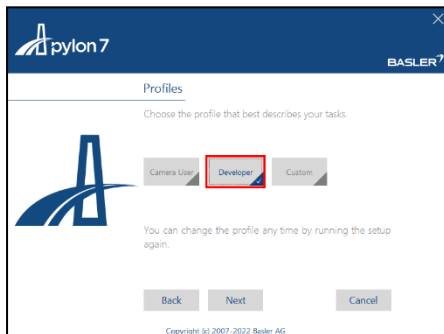 pylon 7
BASLER
Profiles
Choose the profile that best describes your tasks.
Camera User Developer Custom
You can change the profile any time by running the setup
again.
Back Next Cancel
Copyright (c) 2007-2022 Basler AG